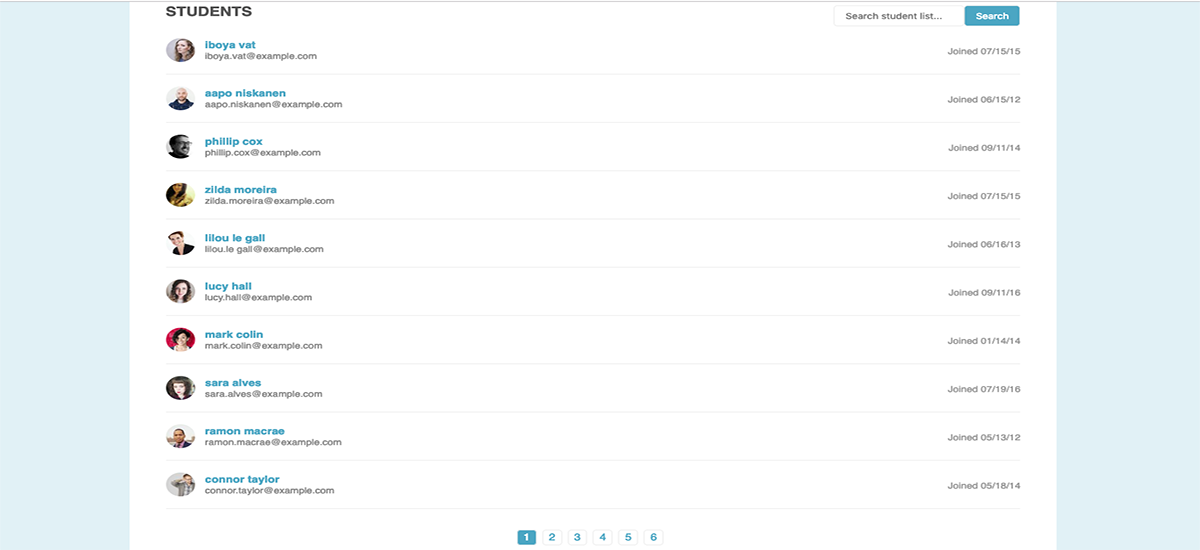 STUDENTS
Search student list...
Search
iboya vat
iboya.vat@example.com
Joined 07/15/15
aapo niskanen
aapo.niskanen@example.com
Joined 06/15/12
phillip cox
phillip.cox@example.com
Joined 09/11/14
zilda moreira
zilda.moreira@example.com
Joined 07/15/15
lilou le gall
lilou.le gall@example.com
Joined 06/16/13
lucy hall
lucy.hall@example.com
Joined 09/11/16
mark colin
mark.colin@example.com
Joined 01/14/14
sara alves
sara.alves@example.com
Joined 07/19/16
ramon macrae
ramon.macrae@example.com
Joined 05/13/12
connor taylor
connor.taylor@example.com
Joined 05/18/14
1 2 3 4 5 6